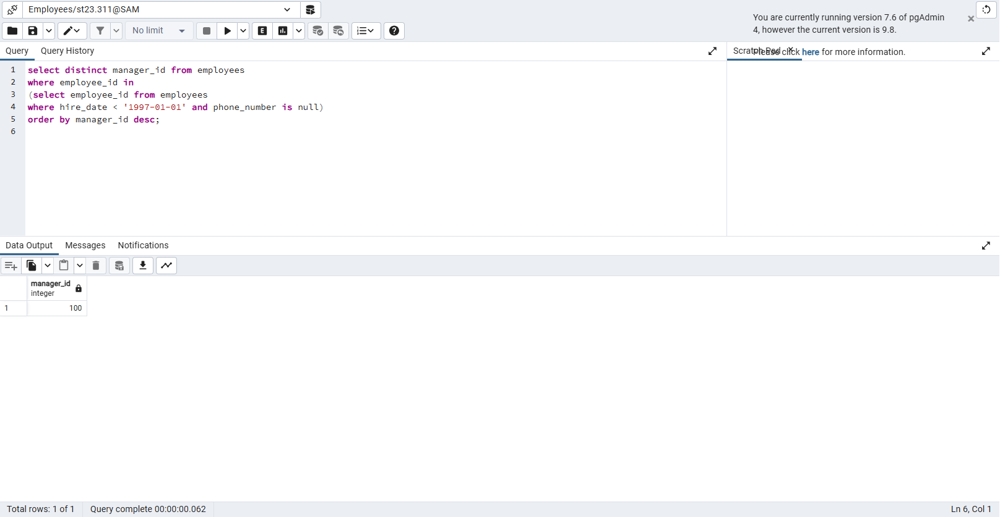 Employees/st23.311@SAM
You are currently running version 7.6 of pgAdmin
4, however the current version is 9.8.
Please click here for more information.
No limit
E
Query
Query History
Scratch Pad
1 select distinct manager_id from employees
2 where employee_id in
3 (select employee_id from employees
4 where hire_date < '1997-01-01' and phone_number is null)
5 order by manager_id desc;
6
Data Output
Messages
Notifications
manager_id
integer
1 100
Total rows: 1 of 1
Query complete 00:00:00.062
Ln 6, Col 1